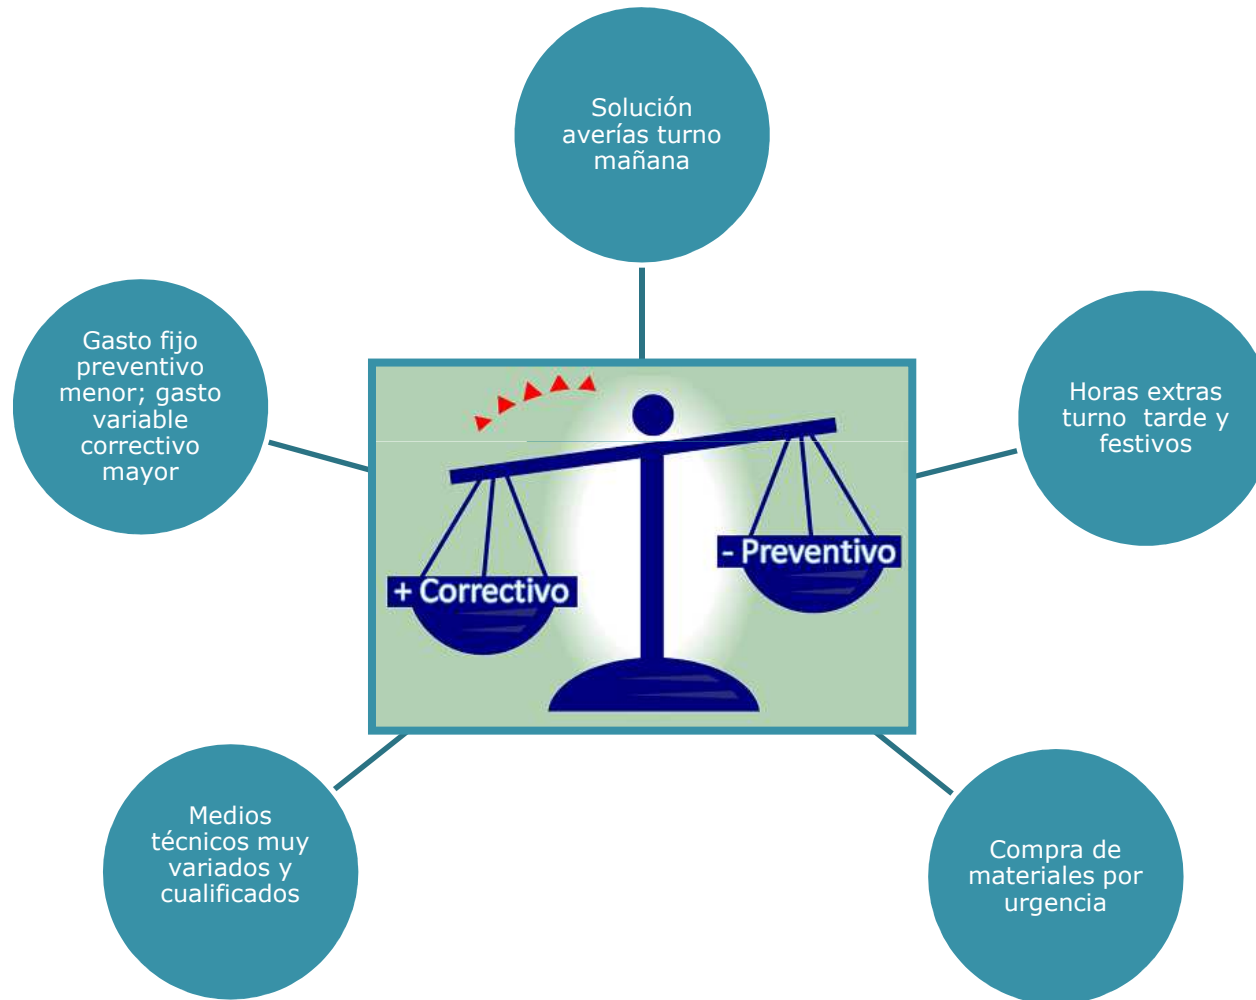 Solución
averías turno
mañana
Gasto fijo
preventivo
menor; gasto
variable
correctivo
mayor
Horas extras
turno tarde y
festivos
- Preventivo
+ Correctivo
Medios
técnicos muy
variados y
cualificados
Compra de
materiales por
urgencia